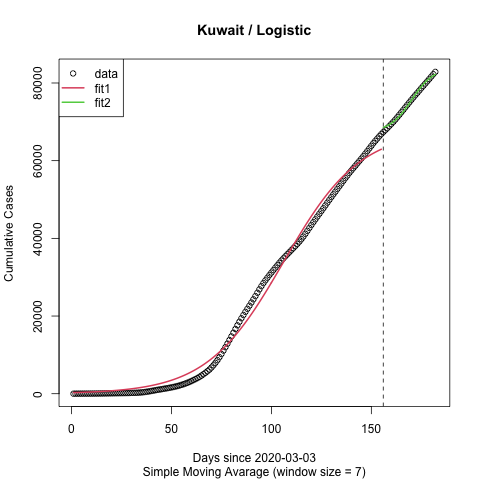 Kuwait / Logistic
data
fit1
fit2
Cumulative Cases
80000
60000
40000
20000
0
0 50 100 150
Days since 2020-03-03
Simple Moving Avarage (window size = 7)